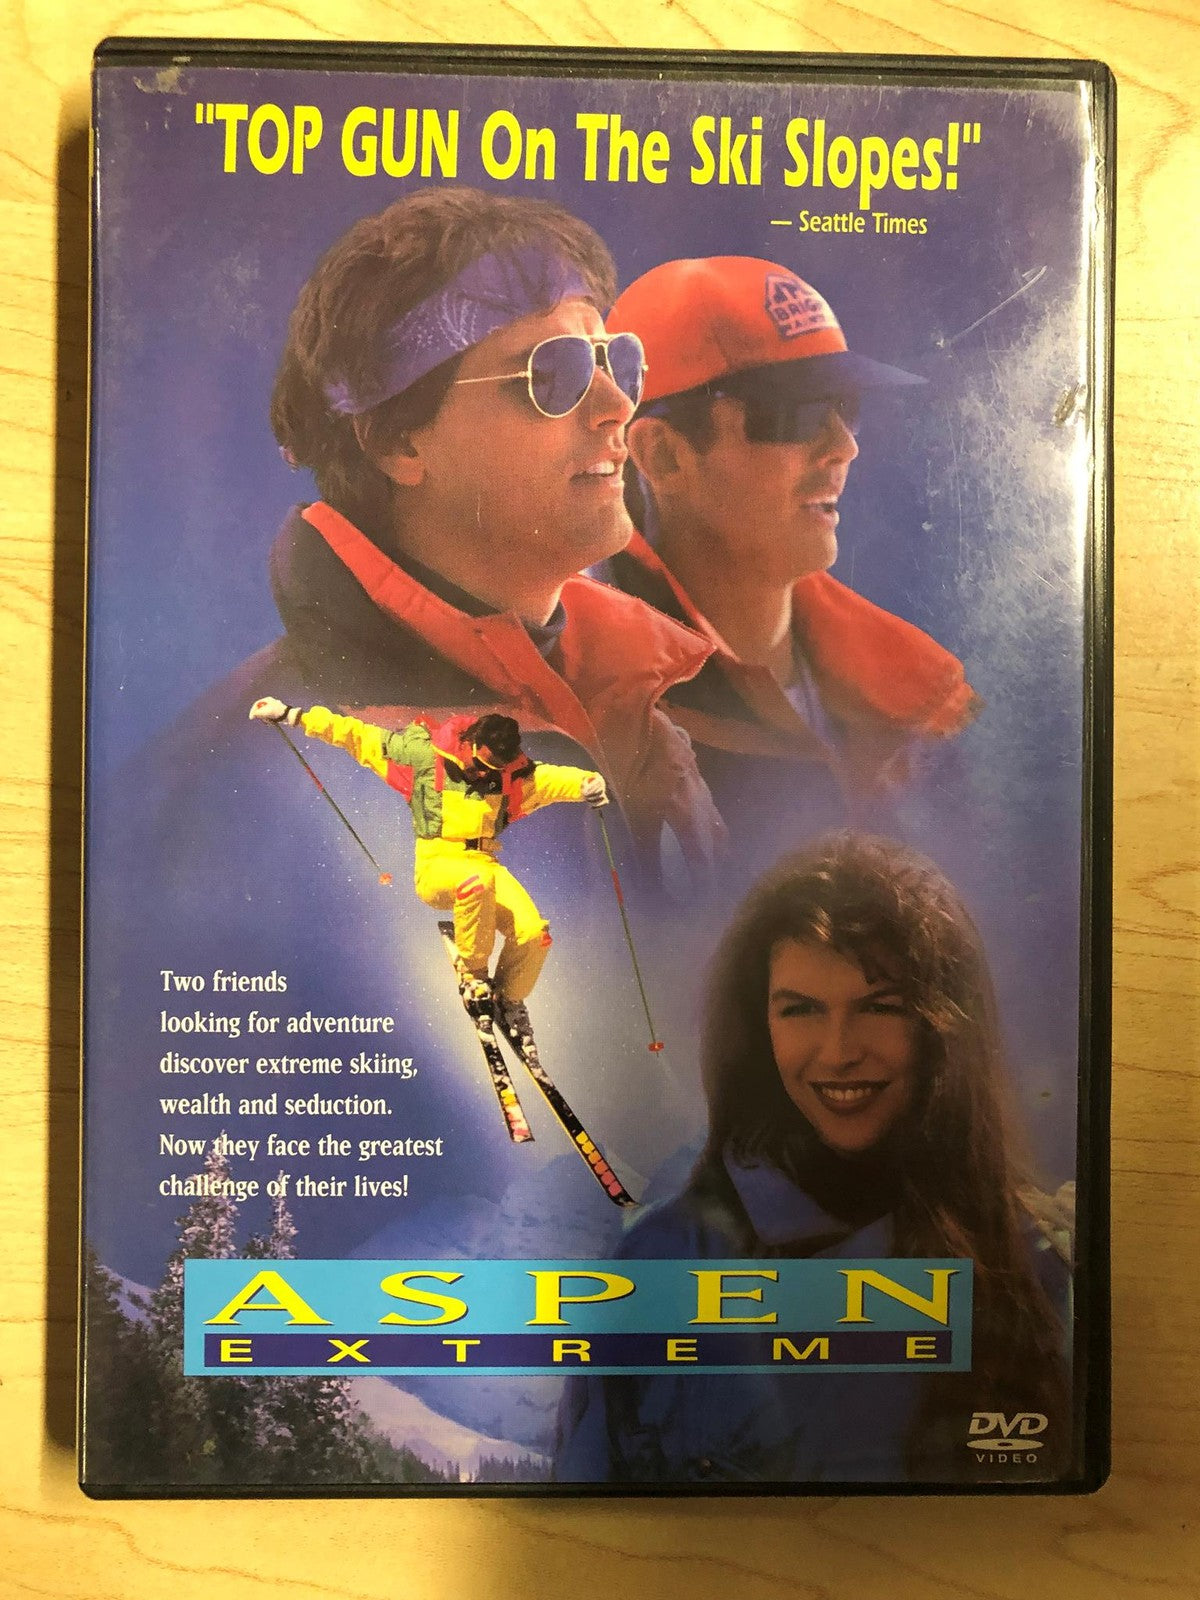 "TOP GUN On The Ski Slopes!"
— Seattle Times
Two friends
looking for adventure
discover extreme skiing,
wealth and seduction.
Now they face the greatest
challenge of their lives!
ASPEN
EXTREME
DVD
VIDEO